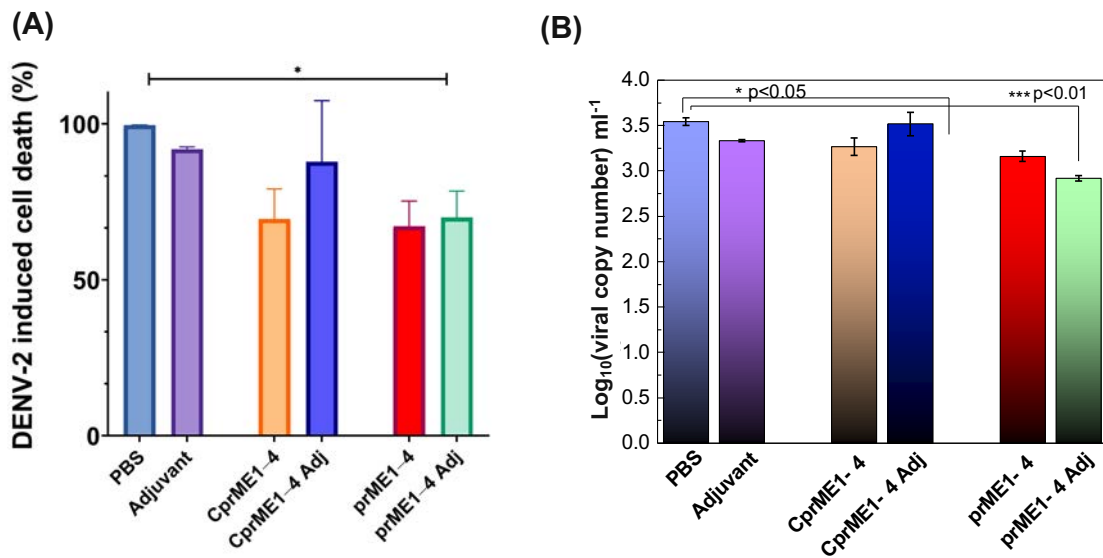 (A)
DENV-2 induced cell death (%)
*
100
50
0
PBS
Adjuvant
CprME1–4
CprME1–4 Adj
prME1–4
prME1–4 Adj
(B)
Log₁₀(viral copy number) ml⁻¹
4.0
3.5
3.0
2.5
2.0
1.5
1.0
0.5
0.0
* p<0.05
*** p<0.01
PBS
Adjuvant
CprME1- 4
CprME1- 4 Adj
prME1- 4
prME1- 4 Adj